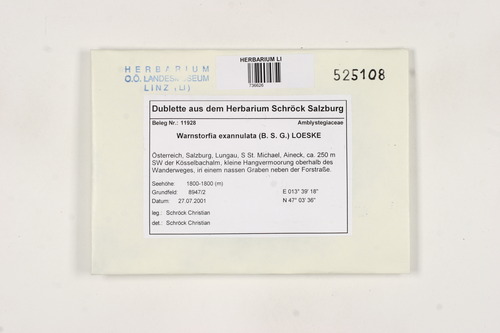 HERBARIUM
O.Ö. LANDESMUSEUM
LINZ (LI)
HERBARIUM LI
736626
525108
Dublette aus dem Herbarium Schröck Salzburg
Beleg Nr.: 11928 Amblystegiaceae
Warnstorfia exannulata (B. S. G.) LOESKE
Österreich, Salzburg, Lungau, S St. Michael, Aineck, ca. 250 m
SW der Kösselbachalm, kleine Hangvermoorung oberhalb des
Wanderweges, in einem nassen Graben neben der Forstraße.
Seehöhe: 1800-1800 (m)
Grundfeld: 8947/2 E 013° 39' 18"
Datum: 27.07.2001 N 47° 03' 36"
leg.: Schröck Christian
det.: Schröck Christian